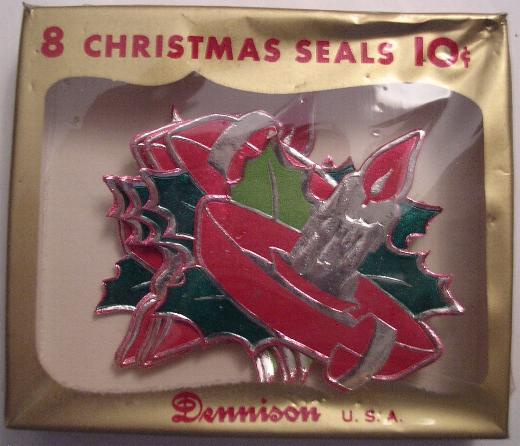 8 CHRISTMAS SEALS 10¢
Dennison U.S.A.